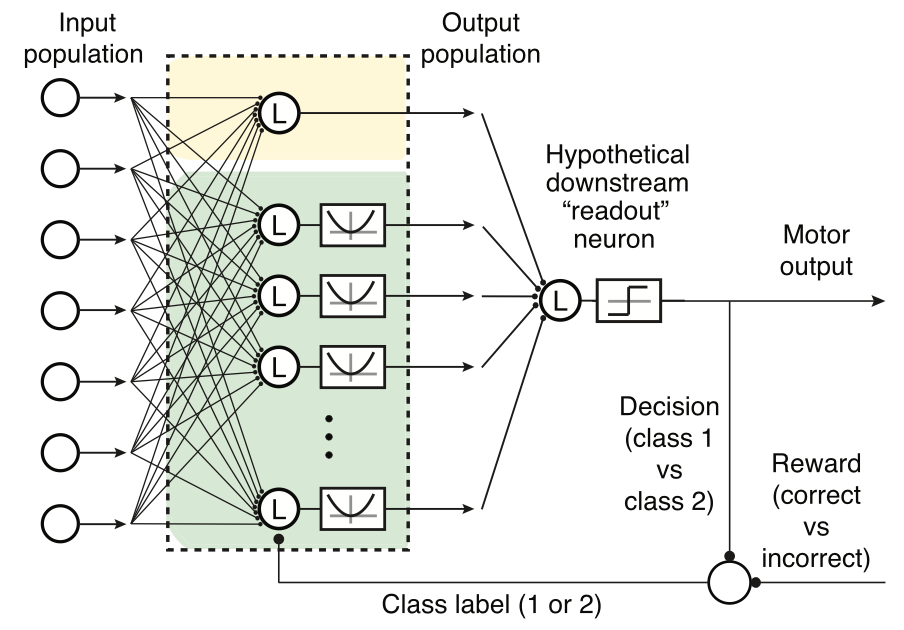 Input
population
Output
population
L
L
L
L
L
Hypothetical
downstream
“readout”
neuron
L
Motor
output
Decision
(class 1
vs
class 2)
Reward
(correct
vs
incorrect)
Class label (1 or 2)